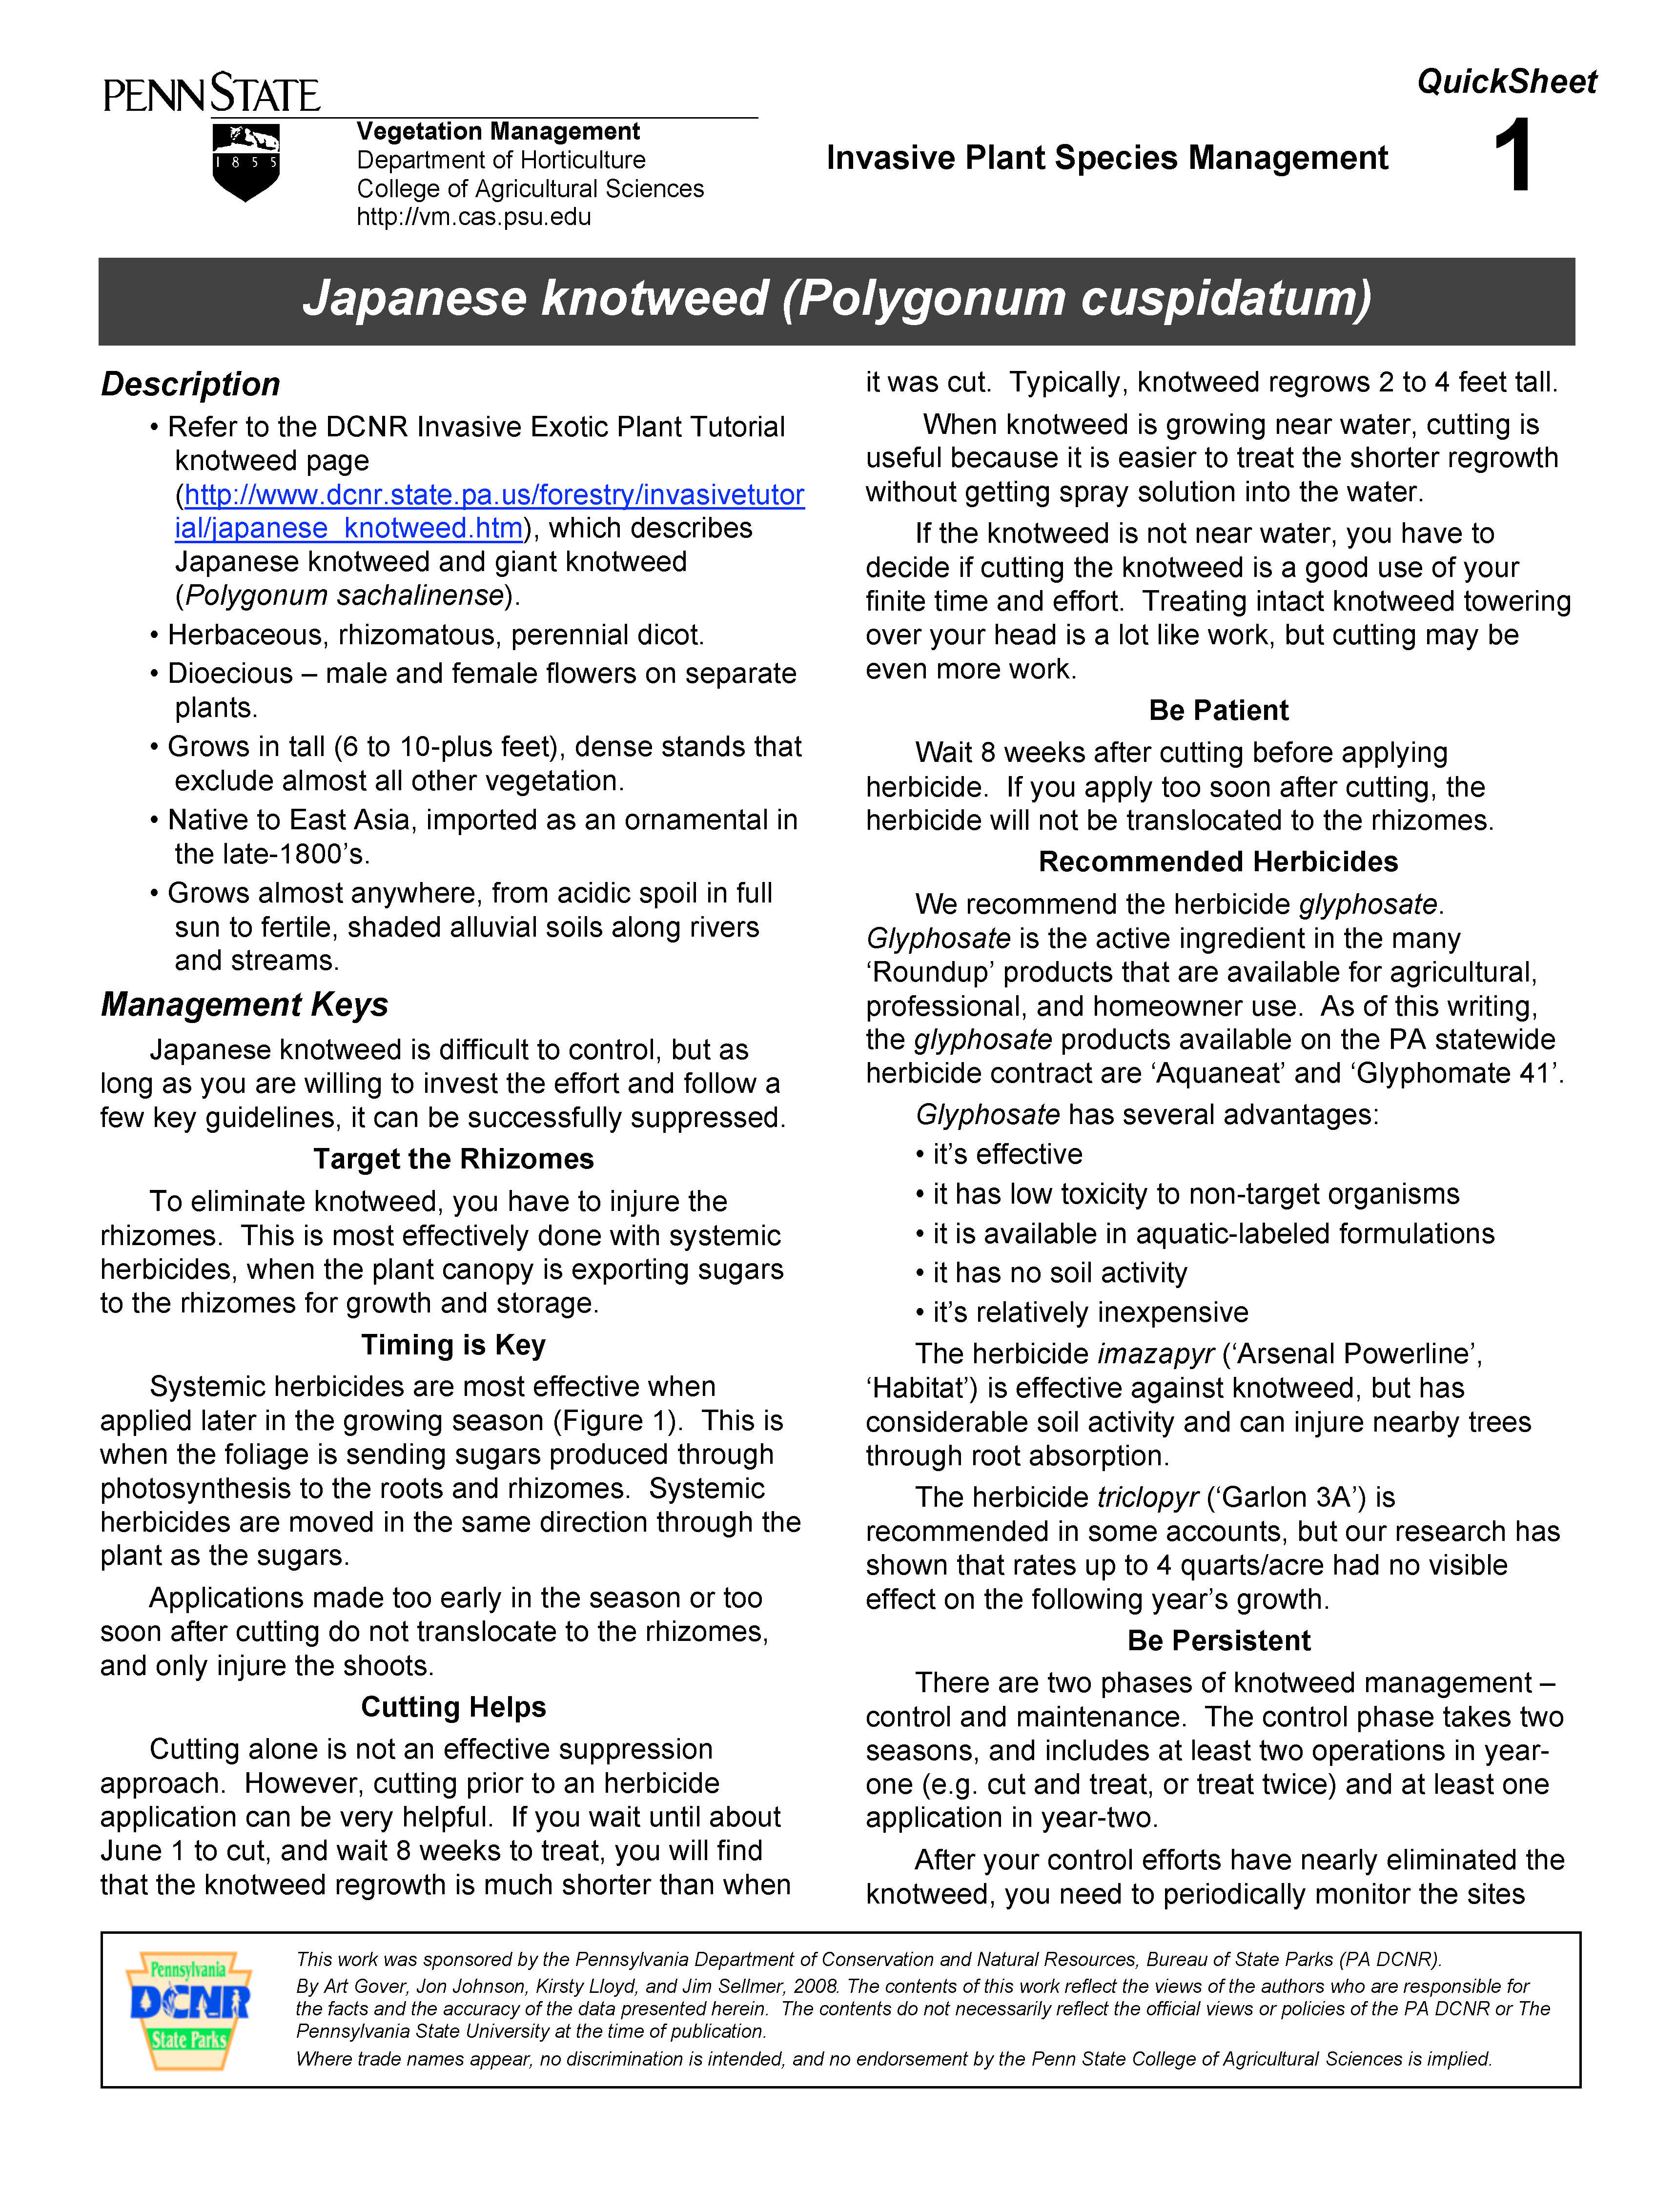 PENNSTATE
1 8 5 5
Vegetation Management
Department of Horticulture
College of Agricultural Sciences
http://vm.cas.psu.edu
Invasive Plant Species Management
QuickSheet
1
Japanese knotweed (Polygonum cuspidatum)
Description
• Refer to the DCNR Invasive Exotic Plant Tutorial
knotweed page
(http://www.dcnr.state.pa.us/forestry/invasivetutor
ial/japanese_knotweed.htm), which describes
Japanese knotweed and giant knotweed
(Polygonum sachalinense).
• Herbaceous, rhizomatous, perennial dicot.
• Dioecious – male and female flowers on separate
plants.
• Grows in tall (6 to 10-plus feet), dense stands that
exclude almost all other vegetation.
• Native to East Asia, imported as an ornamental in
the late-1800’s.
• Grows almost anywhere, from acidic spoil in full
sun to fertile, shaded alluvial soils along rivers
and streams.
Management Keys
Japanese knotweed is difficult to control, but as
long as you are willing to invest the effort and follow a
few key guidelines, it can be successfully suppressed.
Target the Rhizomes
To eliminate knotweed, you have to injure the
rhizomes. This is most effectively done with systemic
herbicides, when the plant canopy is exporting sugars
to the rhizomes for growth and storage.
Timing is Key
Systemic herbicides are most effective when
applied later in the growing season (Figure 1). This is
when the foliage is sending sugars produced through
photosynthesis to the roots and rhizomes. Systemic
herbicides are moved in the same direction through the
plant as the sugars.
Applications made too early in the season or too
soon after cutting do not translocate to the rhizomes,
and only injure the shoots.
Cutting Helps
Cutting alone is not an effective suppression
approach. However, cutting prior to an herbicide
application can be very helpful. If you wait until about
June 1 to cut, and wait 8 weeks to treat, you will find
that the knotweed regrowth is much shorter than when
it was cut. Typically, knotweed regrows 2 to 4 feet tall.
When knotweed is growing near water, cutting is
useful because it is easier to treat the shorter regrowth
without getting spray solution into the water.
If the knotweed is not near water, you have to
decide if cutting the knotweed is a good use of your
finite time and effort. Treating intact knotweed towering
over your head is a lot like work, but cutting may be
even more work.
Be Patient
Wait 8 weeks after cutting before applying
herbicide. If you apply too soon after cutting, the
herbicide will not be translocated to the rhizomes.
Recommended Herbicides
We recommend the herbicide glyphosate.
Glyphosate is the active ingredient in the many
‘Roundup’ products that are available for agricultural,
professional, and homeowner use. As of this writing,
the glyphosate products available on the PA statewide
herbicide contract are ‘Aquaneat’ and ‘Glyphomate 41’.
Glyphosate has several advantages:
• it’s effective
• it has low toxicity to non-target organisms
• it is available in aquatic-labeled formulations
• it has no soil activity
• it’s relatively inexpensive
The herbicide imazapyr (‘Arsenal Powerline’,
‘Habitat’) is effective against knotweed, but has
considerable soil activity and can injure nearby trees
through root absorption.
The herbicide triclopyr (‘Garlon 3A’) is
recommended in some accounts, but our research has
shown that rates up to 4 quarts/acre had no visible
effect on the following year’s growth.
Be Persistent
There are two phases of knotweed management –
control and maintenance. The control phase takes two
seasons, and includes at least two operations in year-
one (e.g. cut and treat, or treat twice) and at least one
application in year-two.
After your control efforts have nearly eliminated the
knotweed, you need to periodically monitor the sites
Pennsylvania
DCNR
State Parks
This work was sponsored by the Pennsylvania Department of Conservation and Natural Resources, Bureau of State Parks (PA DCNR).
By Art Gover, Jon Johnson, Kirsty Lloyd, and Jim Sellmer, 2008. The contents of this work reflect the views of the authors who are responsible for
the facts and the accuracy of the data presented herein. The contents do not necessarily reflect the official views or policies of the PA DCNR or The
Pennsylvania State University at the time of publication.
Where trade names appear, no discrimination is intended, and no endorsement by the Penn State College of Agricultural Sciences is implied.